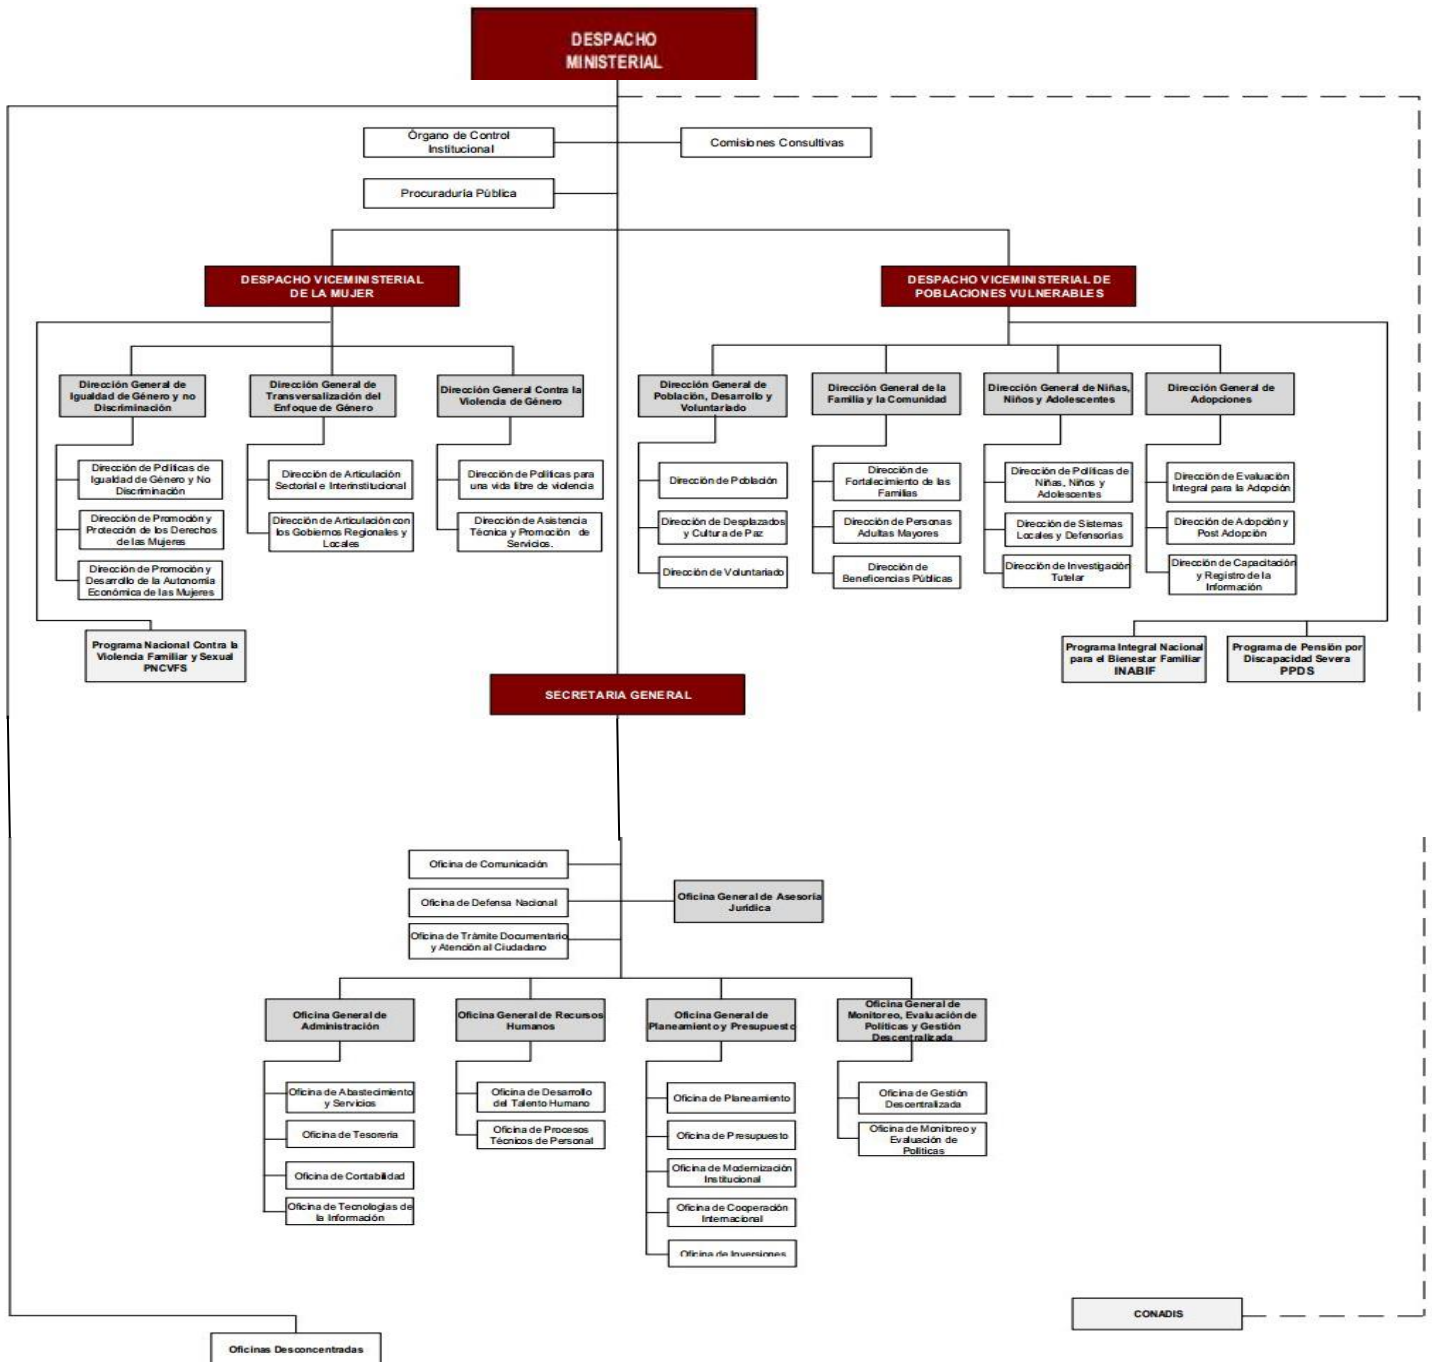 DESPACHO
MINISTERIAL
Órgano de Control
Institucional
Comisiones Consultivas
Procuraduría Pública
DESPACHO VICEMINISTERIAL
DE LA MUJER
DESPACHO VICEMINISTERIAL DE
POBLACIONES VULNERABLES
Dirección General de
Igualdad de Género y no
Discriminación
Dirección General de
Transversalización del
Enfoque de Género
Dirección General Contra la
Violencia de Género
Dirección General de
Población, Desarrollo y
Voluntariado
Dirección General de la
Familia y la Comunidad
Dirección General de Niñas,
Niños y Adolescentes
Dirección General de
Adopciones
Dirección de Políticas de
Igualdad de Género y No
Discriminación
Dirección de Promoción y
Protección de los Derechos
de las Mujeres
Dirección de Promoción y
Desarrollo de la Autonomía
Económica de las Mujeres
Dirección de Articulación
Sectorial e Interinstitucional
Dirección de Articulación con
los Gobiernos Regionales y
Locales
Dirección de Políticas para
una vida libre de violencia
Dirección de Asistencia
Técnica y Promoción de
Servicios.
Dirección de Población
Dirección de Desplazados
y Cultura de Paz
Dirección de Voluntariado
Dirección de
Fortalecimiento de las
Familias
Dirección de Personas
Adultas Mayores
Dirección de
Beneficencias Públicas
Dirección de Políticas de
Niñas, Niños y
Adolescentes
Dirección de Sistemas
Locales y Defensorías
Dirección de Investigación
Tutelar
Dirección de Evaluación
Integral para la Adopción
Dirección de Adopción y
Post Adopción
Dirección de Capacitación
y Registro de la
Información
Programa Nacional Contra la
Violencia Familiar y Sexual
PNCVFS
Programa Integral Nacional
para el Bienestar Familiar
INABIF
Programa de Pensión por
Discapacidad Severa
PPDS
SECRETARIA GENERAL
Oficina de Comunicación
Oficina de Defensa Nacional
Oficina General de Asesoría
Jurídica
Oficina de Trámite Documentario
y Atención al Ciudadano
Oficina General de
Administración
Oficina General de Recursos
Humanos
Oficina General de
Planeamiento y Presupuesto
Oficina General de
Monitoreo, Evaluación de
Políticas y Gestión
Descentralizada
Oficina de Abastecimiento
y Servicios
Oficina de Tesorería
Oficina de Contabilidad
Oficina de Tecnologías de
la Información
Oficina de Desarrollo
del Talento Humano
Oficina de Procesos
Técnicos de Personal
Oficina de Planeamiento
Oficina de Presupuesto
Oficina de Modernización
Institucional
Oficina de Cooperación
Internacional
Oficina de Inversiones
Oficina de Gestión
Descentralizada
Oficina de Monitoreo y
Evaluación de
Políticas
CONADIS
Oficinas Desconcentradas